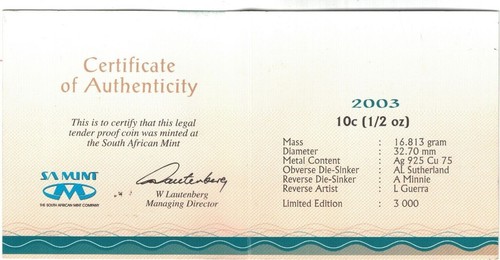 Certificate
of Authenticity
This is to certify that this legal
tender proof coin was minted at
the South African Mint
SA MINT
THE SOUTH AFRICAN MINT COMPANY
W Lautenberg
Managing Director
2003
10c (1/2 oz)
Mass : 16.813 gram
Diameter : 32.70 mm
Metal Content : Ag 925 Cu 75
Obverse Die-Sinker : AL Sutherland
Reverse Die-Sinker : A Minnie
Reverse Artist : L Guerra
Limited Edition : 3 000